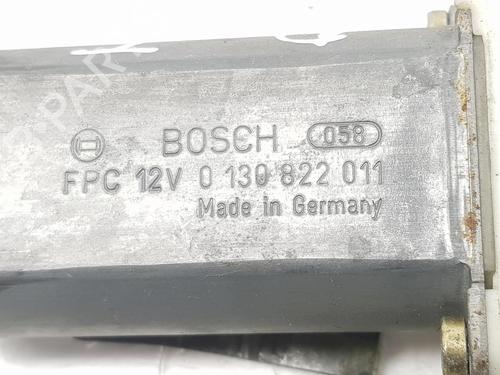 BOSCH 058
FPC 12V 0 130 822 011
Made in Germany